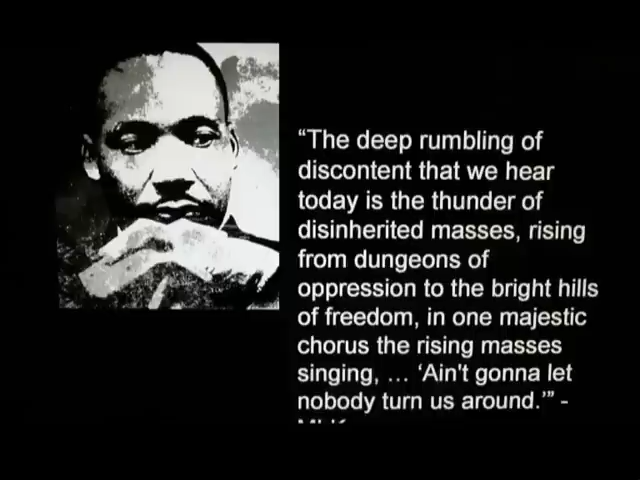 “The deep rumbling of
discontent that we hear
today is the thunder of
disinherited masses, rising
from dungeons of
oppression to the bright hills
of freedom, in one majestic
chorus the rising masses
singing, … ‘Ain't gonna let
nobody turn us around.’” -